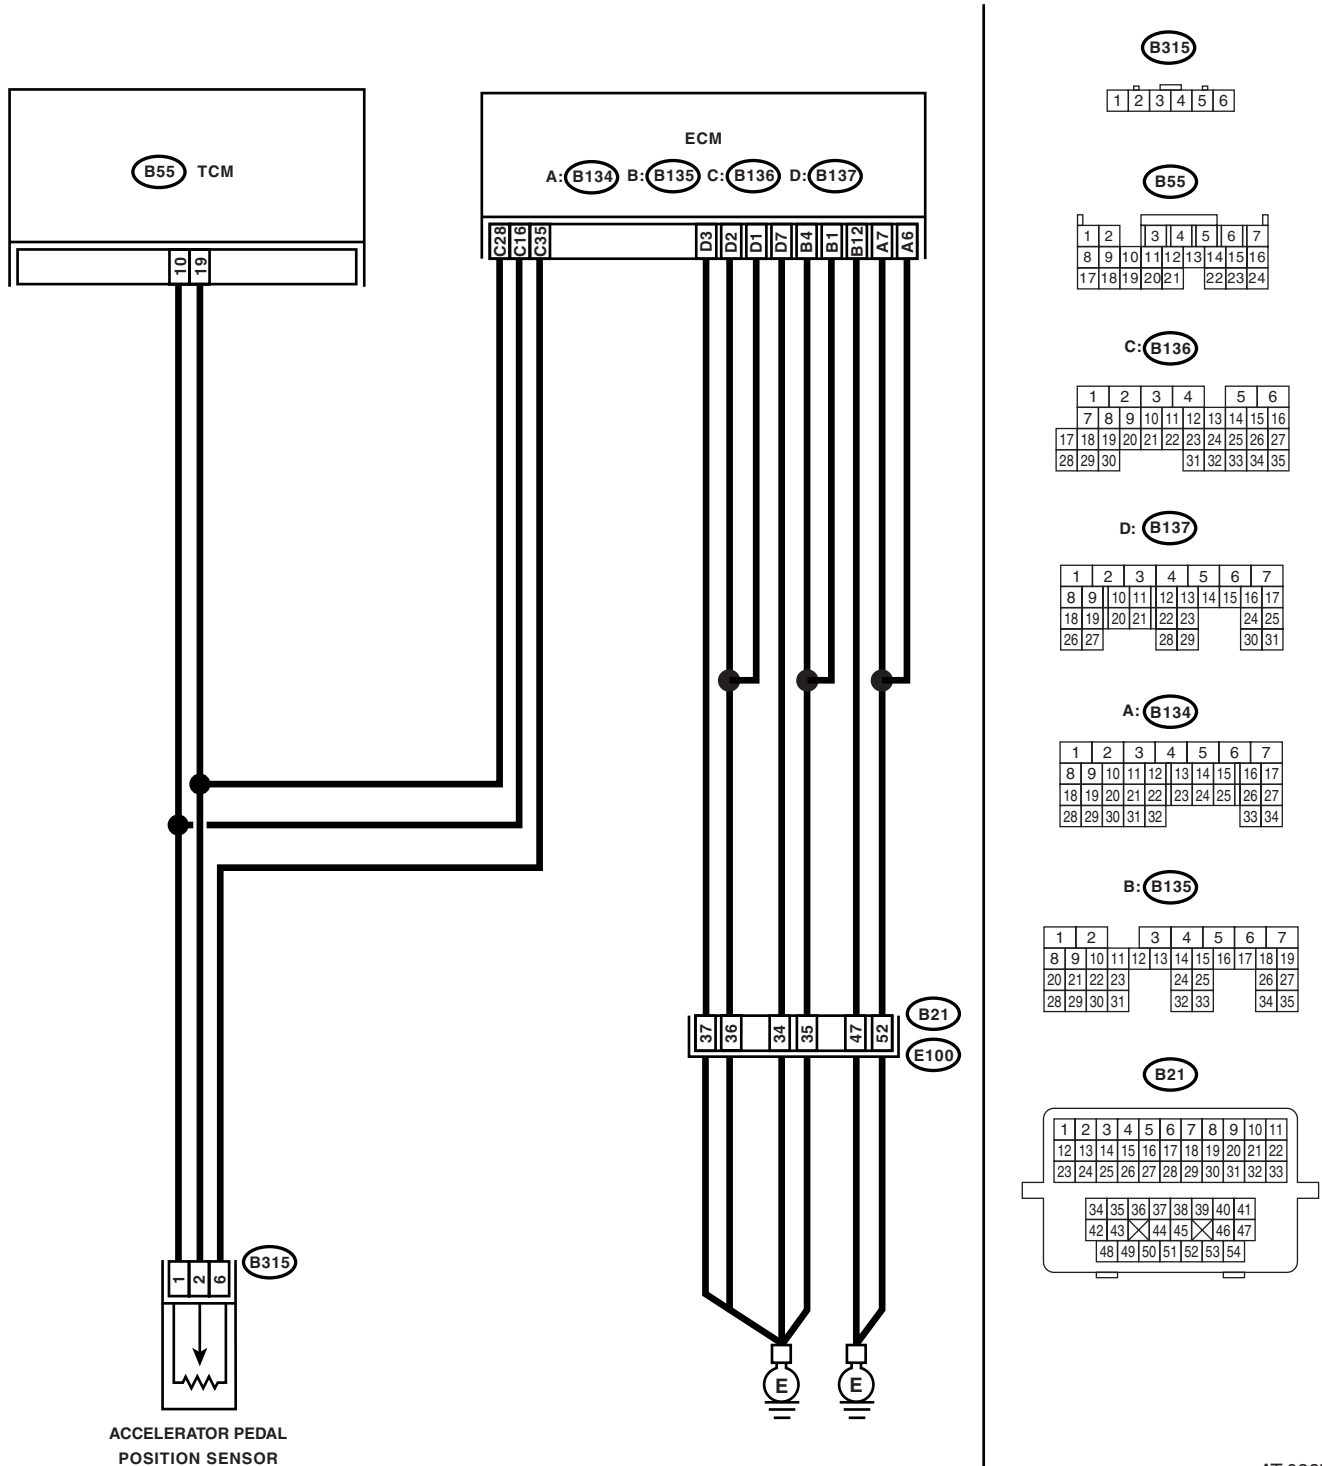 B55 TCM
10 19
ECM
A: B134 B: B135 C: B136 D: B137
C28 C16 C35 D3 D2 D1 D7 B4 B1 B12 A7 A6
37 36 34 35 47 52
B21
E100
B315
1 2 6
ACCELERATOR PEDAL
POSITION SENSOR
E E
B315
1 2 3 4 5 6
B55
1 2 3 4 5 6 7
8 9 10 11 12 13 14 15 16
17 18 19 20 21 22 23 24
C: B136
1 2 3 4 5 6
7 8 9 10 11 12 13 14 15 16
17 18 19 20 21 22 23 24 25 26 27
28 29 30 31 32 33 34 35
D: B137
1 2 3 4 5 6 7
8 9 10 11 12 13 14 15 16 17
18 19 20 21 22 23 24 25
26 27 28 29 30 31
A: B134
1 2 3 4 5 6 7
8 9 10 11 12 13 14 15 16 17
18 19 20 21 22 23 24 25 26 27
28 29 30 31 32 33 34
B: B135
1 2 3 4 5 6 7
8 9 10 11 12 13 14 15 16 17 18 19
20 21 22 23 24 25 26 27
28 29 30 31 32 33 34 35
B21
1 2 3 4 5 6 7 8 9 10 11
12 13 14 15 16 17 18 19 20 21 22
23 24 25 26 27 28 29 30 31 32 33
34 35 36 37 38 39 40 41
42 43 44 45 46 47
48 49 50 51 52 53 54